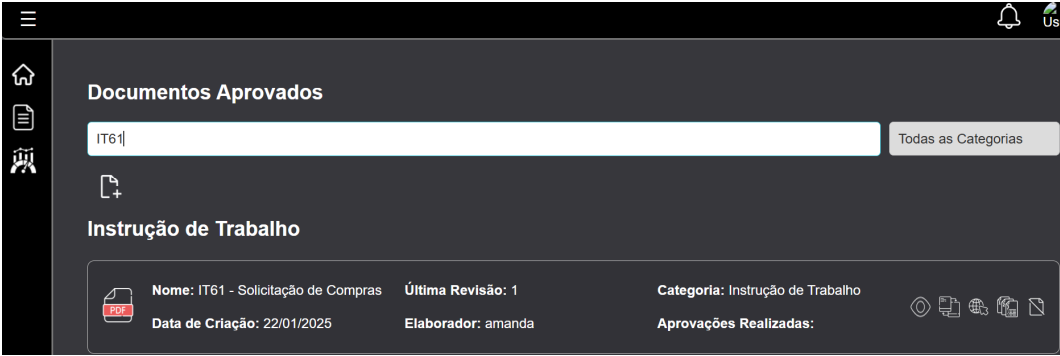 Us
Documentos Aprovados
IT61
Todas as Categorias
Instrução de Trabalho
PDF
Nome: IT61 - Solicitação de Compras
Última Revisão: 1
Categoria: Instrução de Trabalho
Data de Criação: 22/01/2025
Elaborador: amanda
Aprovações Realizadas: